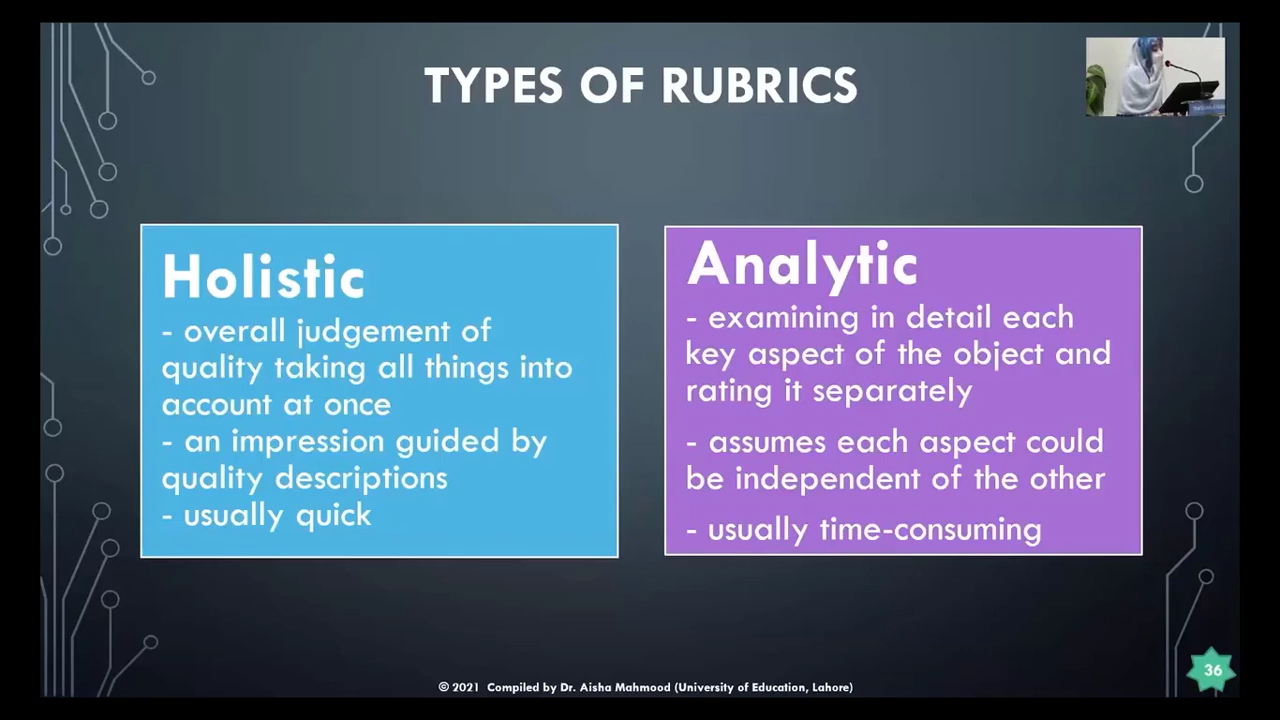 TYPES OF RUBRICS
Holistic
- overall judgement of
quality taking all things into
account at once
- an impression guided by
quality descriptions
- usually quick
Analytic
- examining in detail each
key aspect of the object and
rating it separately
- assumes each aspect could
be independent of the other
- usually time-consuming
© 2021 Compiled by Dr. Aisha Mahmood (University of Education, Lahore)
36